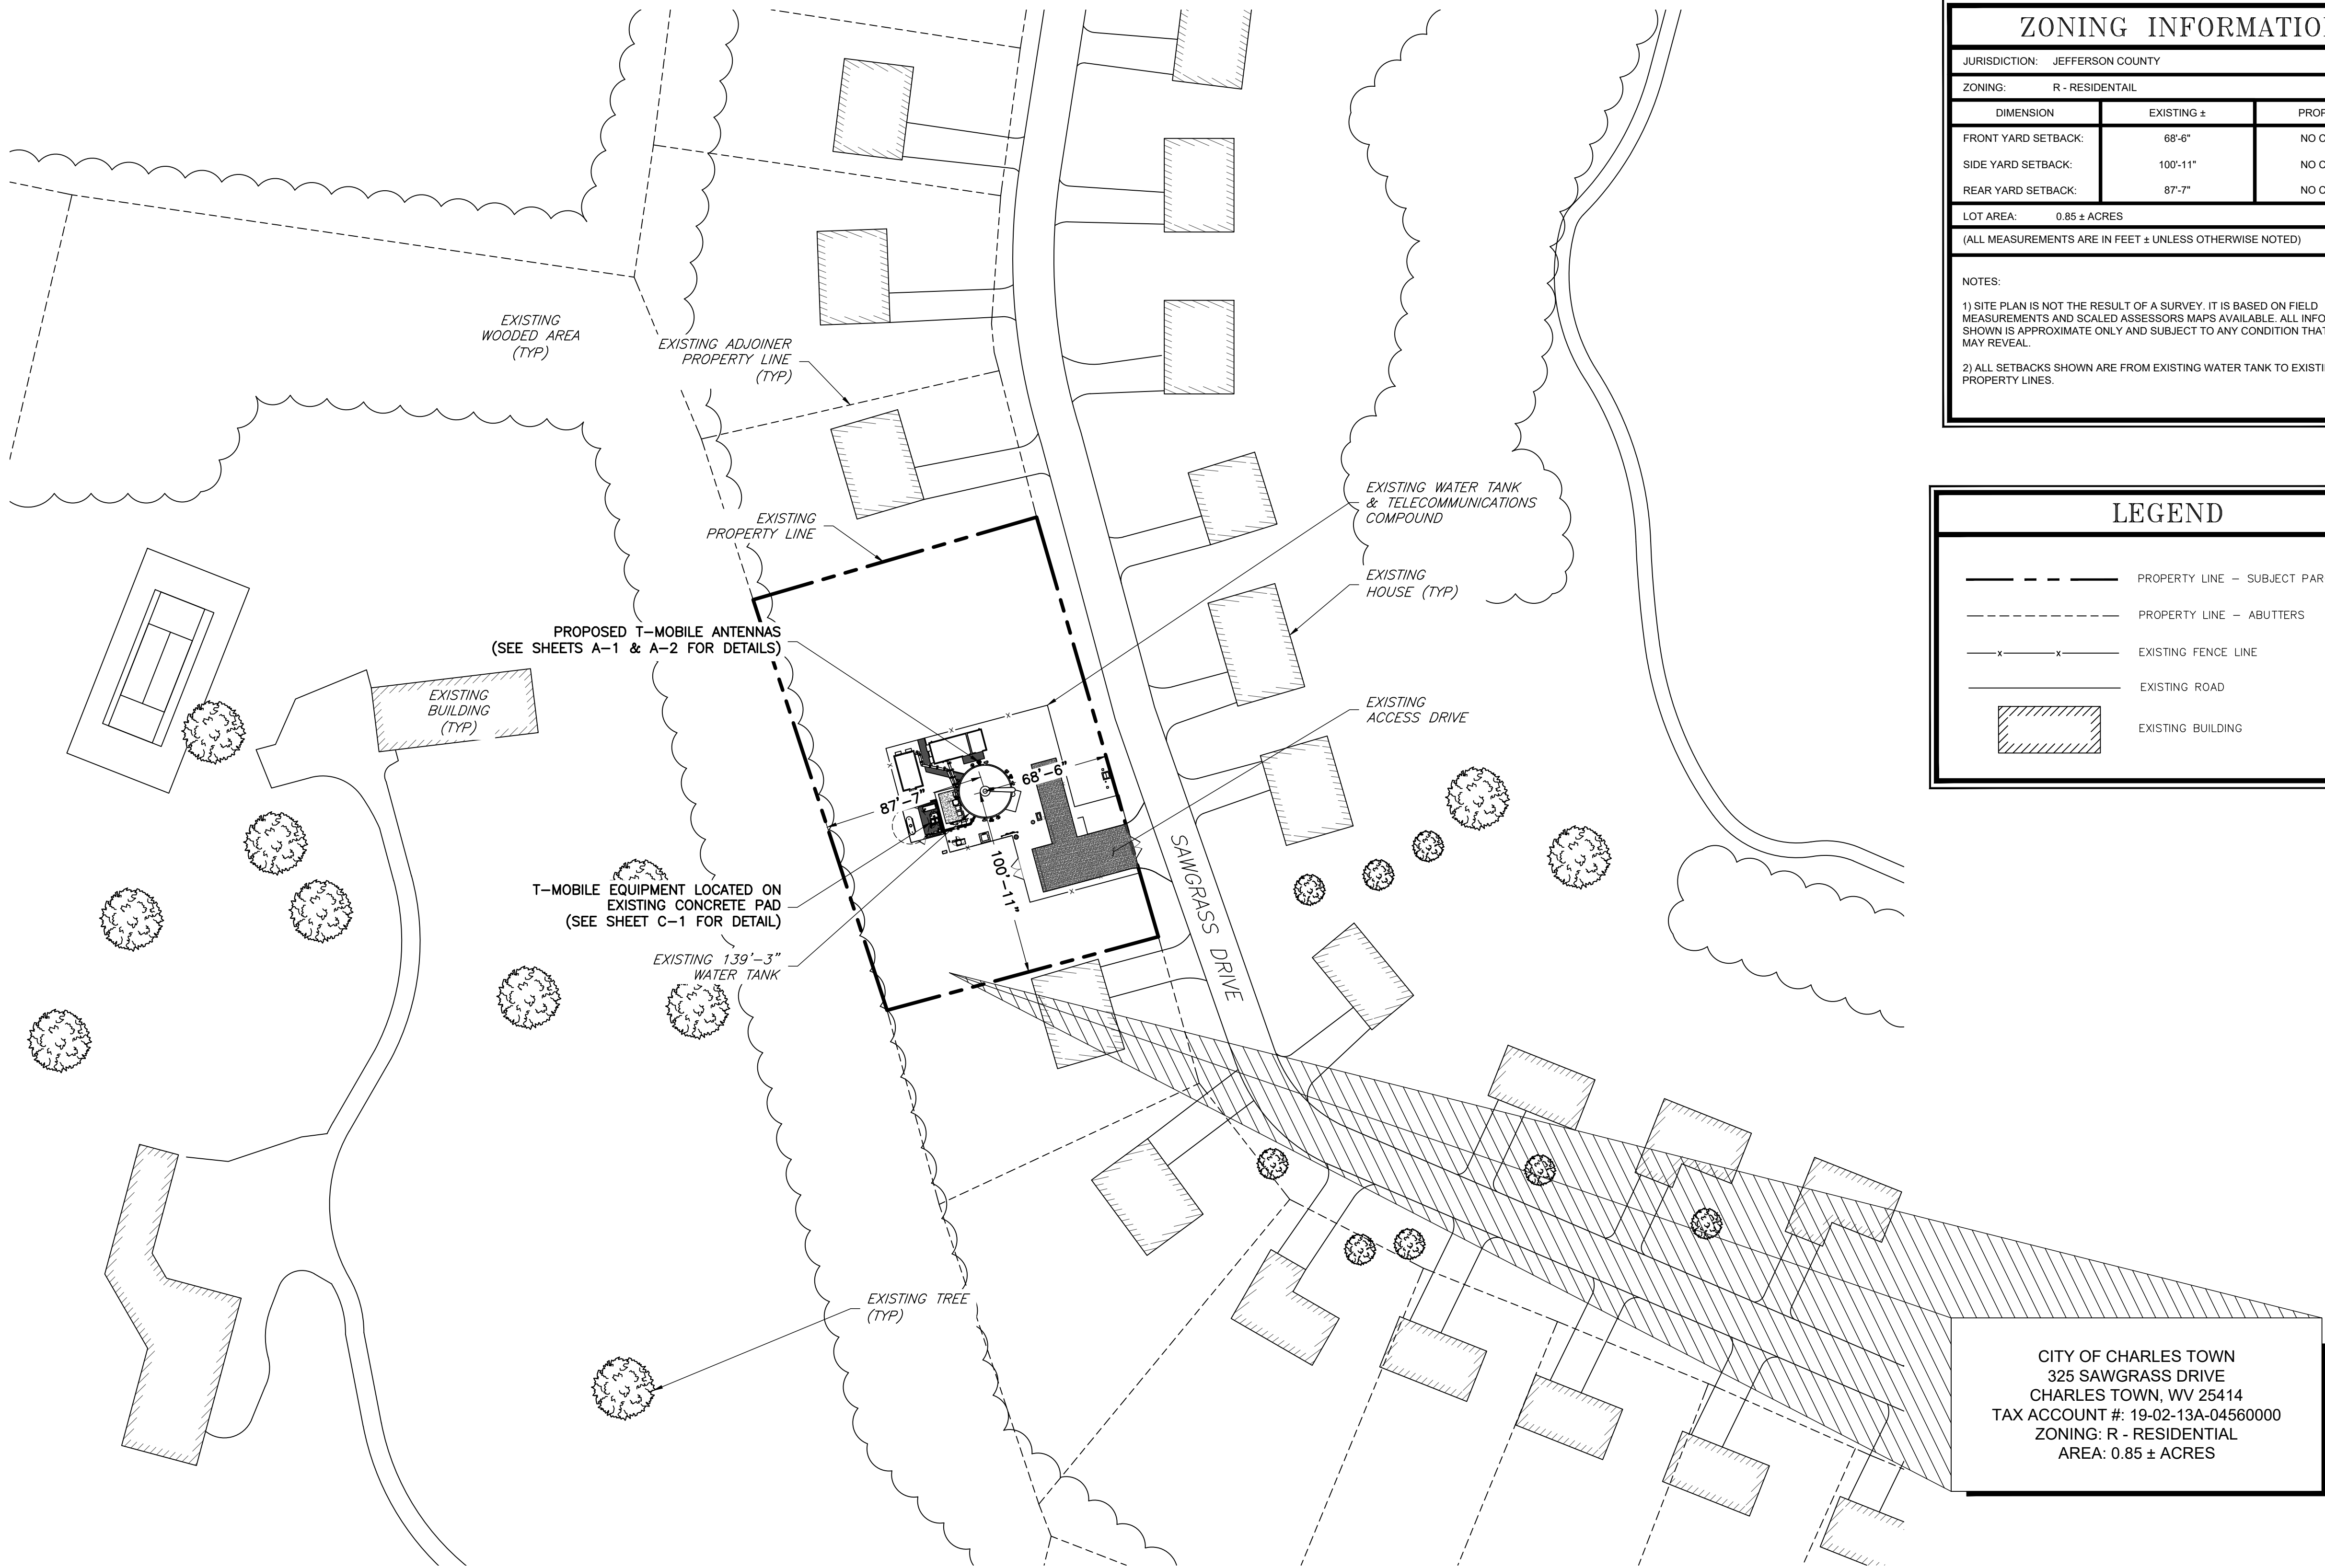 ZONING INFORMATIO
JURISDICTION: JEFFERSON COUNTY
ZONING: R - RESIDENTAIL
DIMENSION EXISTING ± PROP
FRONT YARD SETBACK: 68'-6" NO C
SIDE YARD SETBACK: 100'-11" NO C
REAR YARD SETBACK: 87'-7" NO C
LOT AREA: 0.85 ± ACRES
(ALL MEASUREMENTS ARE IN FEET ± UNLESS OTHERWISE NOTED)
NOTES:
1) SITE PLAN IS NOT THE RESULT OF A SURVEY. IT IS BASED ON FIELD
MEASUREMENTS AND SCALED ASSESSORS MAPS AVAILABLE. ALL INFO
SHOWN IS APPROXIMATE ONLY AND SUBJECT TO ANY CONDITION THAT
MAY REVEAL.
2) ALL SETBACKS SHOWN ARE FROM EXISTING WATER TANK TO EXISTI
PROPERTY LINES.
LEGEND
PROPERTY LINE – SUBJECT PAR
PROPERTY LINE – ABUTTERS
x x EXISTING FENCE LINE
EXISTING ROAD
EXISTING BUILDING
EXISTING
WOODED AREA
(TYP)
EXISTING ADJOINER
PROPERTY LINE
(TYP)
EXISTING
PROPERTY LINE
EXISTING WATER TANK
& TELECOMMUNICATIONS
COMPOUND
EXISTING
HOUSE (TYP)
PROPOSED T–MOBILE ANTENNAS
(SEE SHEETS A–1 & A–2 FOR DETAILS)
EXISTING
BUILDING
(TYP)
EXISTING
ACCESS DRIVE
68'–6"
87'–7"
100'–11"
SAWGRASS DRIVE
T–MOBILE EQUIPMENT LOCATED ON
EXISTING CONCRETE PAD
(SEE SHEET C–1 FOR DETAIL)
EXISTING 139'–3"
WATER TANK
EXISTING TREE
(TYP)
CITY OF CHARLES TOWN
325 SAWGRASS DRIVE
CHARLES TOWN, WV 25414
TAX ACCOUNT #: 19-02-13A-04560000
ZONING: R - RESIDENTIAL
AREA: 0.85 ± ACRES